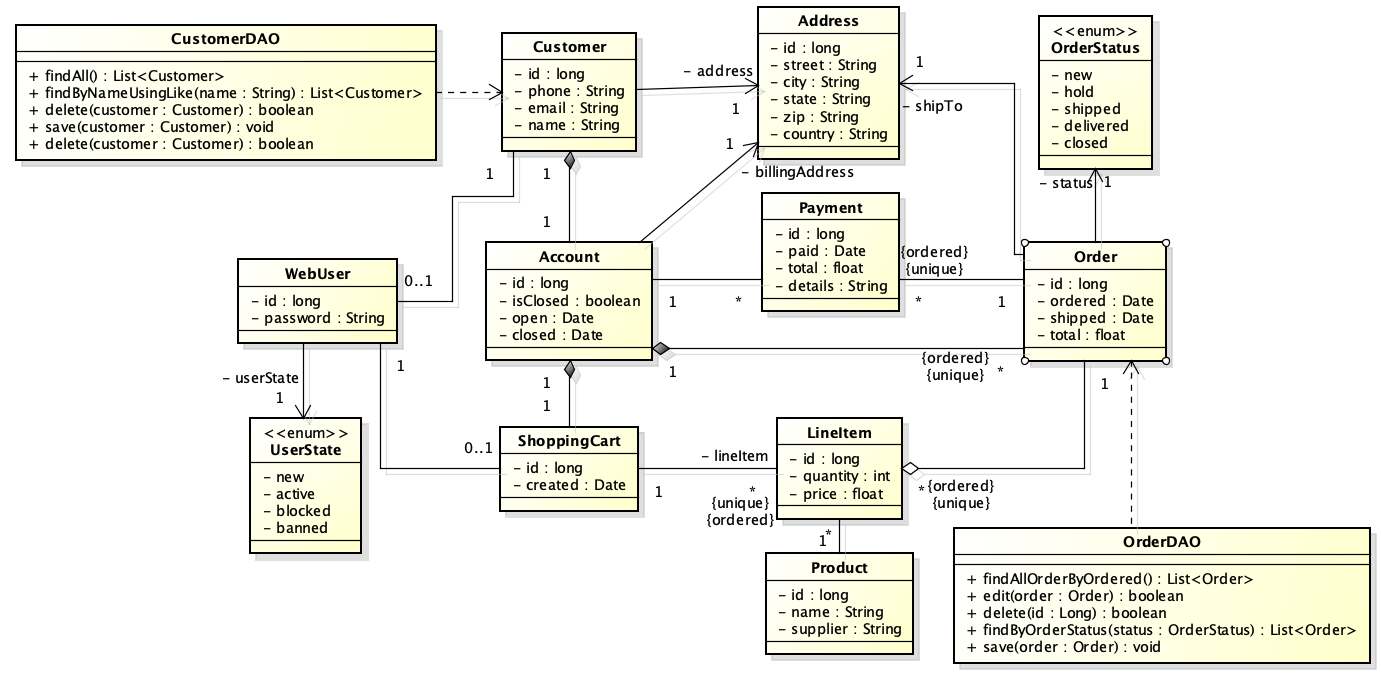 CustomerDAO
+ findAll() : List<Customer>
+ findByNameUsingLike(name : String) : List<Customer>
+ delete(customer : Customer) : boolean
+ save(customer : Customer) : void
+ delete(customer : Customer) : boolean
Customer
- id : long
- phone : String
- email : String
- name : String
- address
1
Address
- id : long
- street : String
- city : String
- state : String
- zip : String
- country : String
1
- shipTo
<<enum>>
OrderStatus
- new
- hold
- shipped
- delivered
- closed
- status
1
1
1
1
1
- billingAddress
Payment
- id : long
- paid : Date
- total : float
- details : String
{ordered}
{unique}
*
1
1
*
Order
- id : long
- ordered : Date
- shipped : Date
- total : float
Account
- id : long
- isClosed : boolean
- open : Date
- closed : Date
1
{ordered}
{unique}
*
WebUser
- id : long
- password : String
0..1
- userState
1
1
<<enum>>
UserState
- new
- active
- blocked
- banned
1
1
0..1
ShoppingCart
- id : long
- created : Date
- lineItem
1
*
{unique}
{ordered}
LineItem
- id : long
- quantity : int
- price : float
*
{ordered}
{unique}
1
1
*
Product
- id : long
- name : String
- supplier : String
OrderDAO
+ findAllOrderByOrdered() : List<Order>
+ edit(order : Order) : boolean
+ delete(id : Long) : boolean
+ findByOrderStatus(status : OrderStatus) : List<Order>
+ save(order : Order) : void